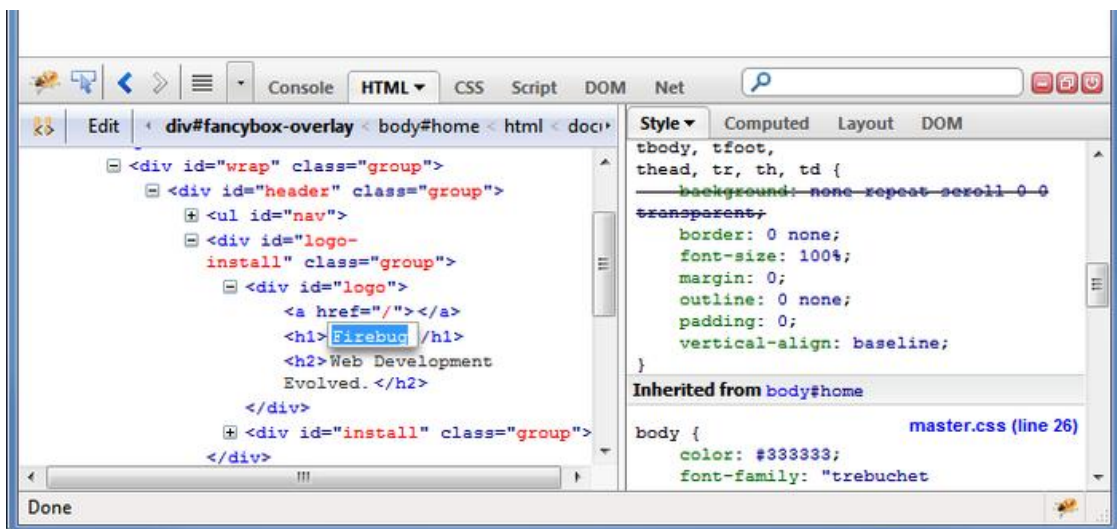 Console HTML CSS Script DOM Net
Edit div#fancybox-overlay < body#home < html < docu
<div id="wrap" class="group">
<div id="header" class="group">
<ul id="nav">
<div id="logo-
install" class="group">
<div id="logo">
<a href="/"></a>
<h1>Firebug</h1>
<h2>Web Development
Evolved.</h2>
</div>
<div id="install" class="group">
</div>
Style Computed Layout DOM
tbody, tfoot,
thead, tr, th, td {
background: none repeat scroll 0 0
transparent;
border: 0 none;
font-size: 100%;
margin: 0;
outline: 0 none;
padding: 0;
vertical-align: baseline;
}
Inherited from body#home
body { master.css (line 26)
color: #333333;
font-family: "trebuchet
Done